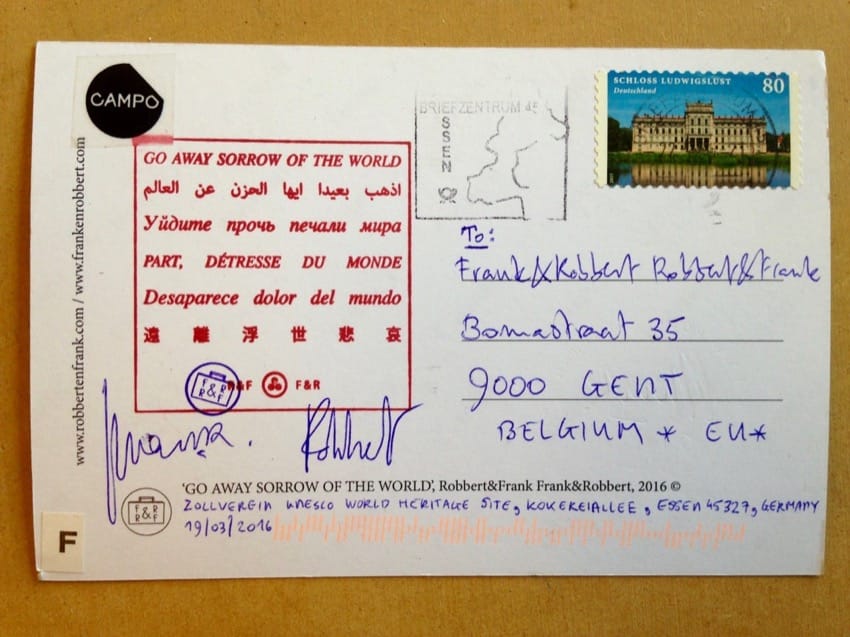 CAMPO
www.robbertenfrank.com / www.frankenrobbert.com
GO AWAY SORROW OF THE WORLD
اذهب بعيدا ايها الحزن عن العالم
Уйдите прочь печали мира
PART, DÉTRESSE DU MONDE
Desaparece dolor del mundo
遠離浮世悲哀
R&F F&R
F&R
R&F
Robbert
BRIEFZENTRUM 45
ESSEN
SCHLOSS LUDWIGSLUST
Deutschland
80
To:
Frank&Robbert Robbert&Frank
Bomastraat 35
9000 GENT
BELGIUM * EU*
'GO AWAY SORROW OF THE WORLD', Robbert&Frank Frank&Robbert, 2016 ©
F&R
R&F
ZOLLVEREIN UNESCO WORLD HERITAGE SITE, KOKEREIALLEE, ESSEN 45327, GERMANY
19/03/2016
F